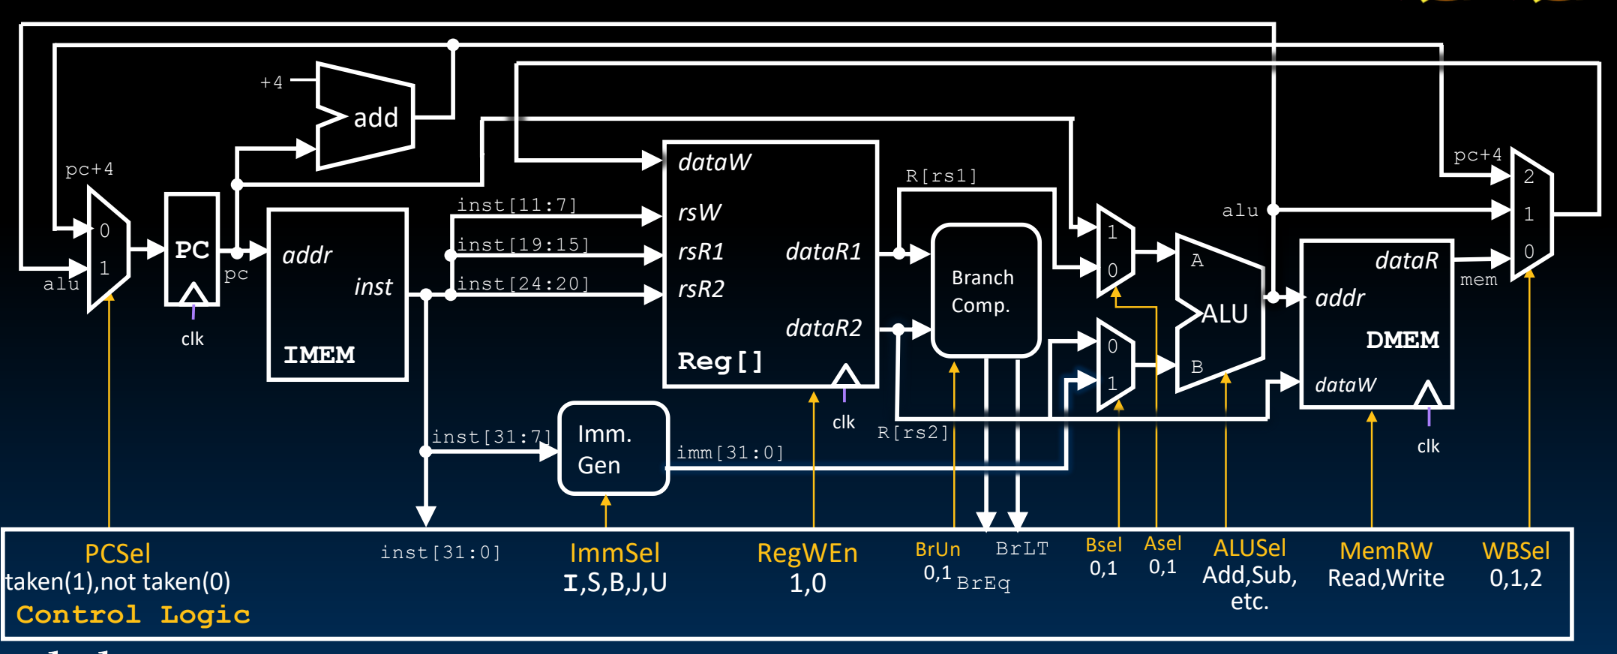 +4
add
pc+4
0
1
alu
PC
pc
clk
addr
inst
IMEM
inst[11:7]
inst[19:15]
inst[24:20]
dataW
rsW
rsR1
rsR2
dataR1
dataR2
Reg[]
clk
R[rs1]
R[rs2]
Branch
Comp.
inst[31:7]
Imm.
Gen
imm[31:0]
1
0
0
1
A
ALU
B
alu
addr
dataR
DMEM
dataW
clk
pc+4
2
1
0
mem
PCSel
taken(1),not taken(0)
Control Logic
inst[31:0]
ImmSel
I,S,B,J,U
RegWEn
1,0
BrUn
0,1
BrEq
BrLT
Bsel
0,1
Asel
0,1
ALUSel
Add,Sub,
etc.
MemRW
Read,Write
WBSel
0,1,2